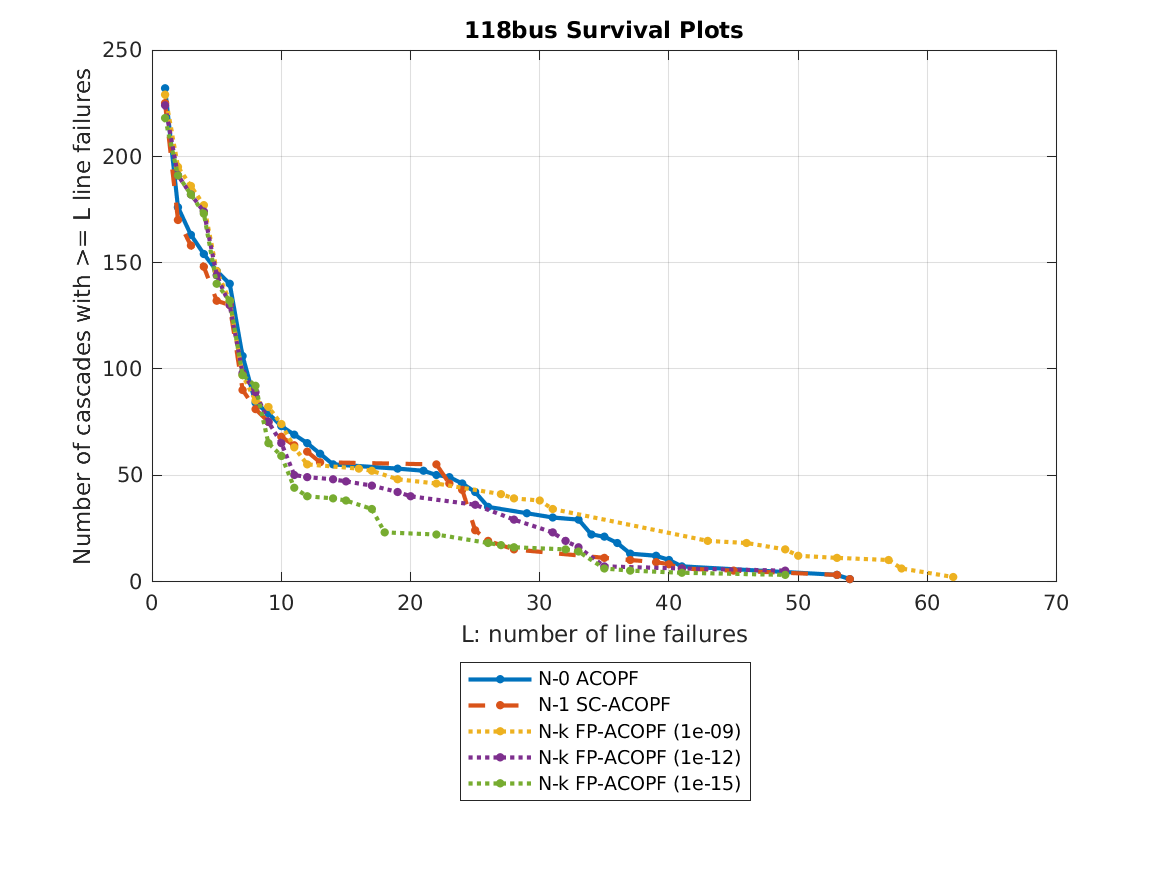 118bus Survival Plots
Number of cascades with >= L line failures
250
200
150
100
50
0
0 10 20 30 40 50 60 70
L: number of line failures
N-0 ACOPF
N-1 SC-ACOPF
N-k FP-ACOPF (1e-09)
N-k FP-ACOPF (1e-12)
N-k FP-ACOPF (1e-15)